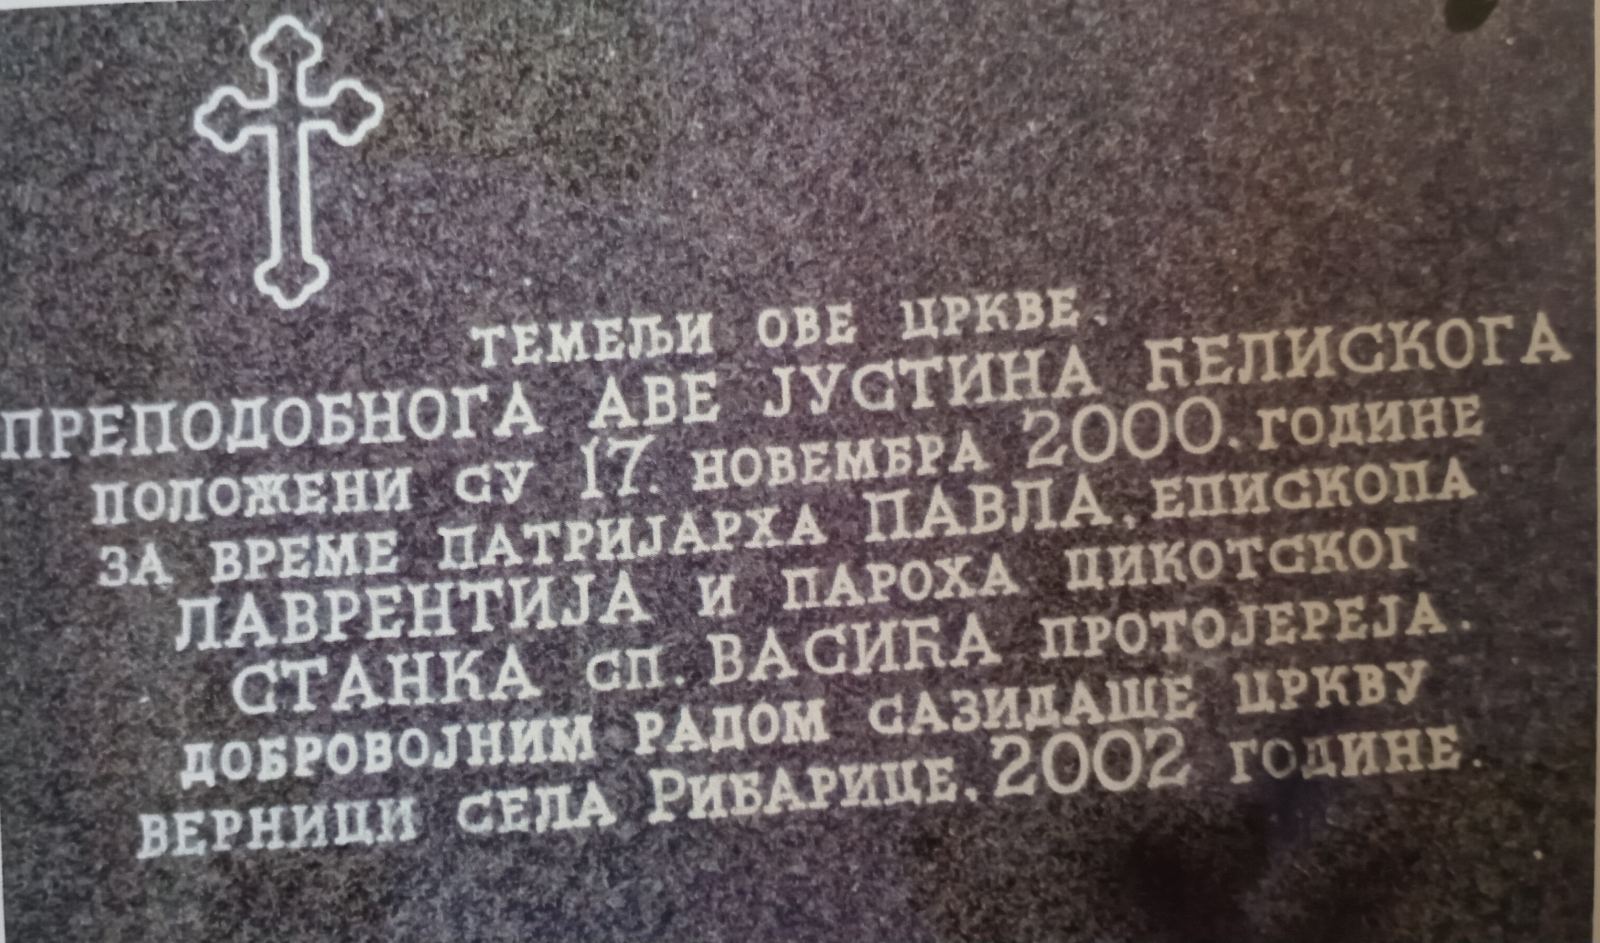 ТЕМЕЉИ ОВЕ ЦРКВЕ.
ПРЕПОДОБНОГА АВЕ ЈУСТИНА ЋЕЛИСКОГА
ПОЛОЖЕНИ СУ 17. НОВЕМБРА 2000. ГОДИНЕ
ЗА ВРЕМЕ ПАТРИЈАРХА ПАВЛА, ЕПИСКОПА
ЛАВРЕНТИЈА И ПАРОХА ЦИКОТСКОГ
СТАНКА СП. ВАСИЋА ПРОТОЈЕРЕЈА.
ДОБРОВОЈНИМ РАДОМ САЗИДАШЕ ЦРКВУ
ВЕРНИЦИ СЕЛА РИБАРИЦЕ, 2002 ГОДИНЕ.